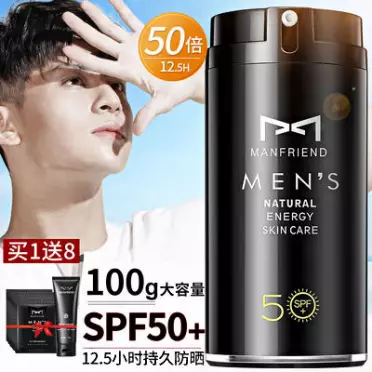 50倍
12.5H
MANFRIEND
MEN'S
NATURAL
ENERGY
SKIN CARE
50 SPF
+
买1送8
100g大容量
SPF50+
12.5小时持久防晒
MEN'S